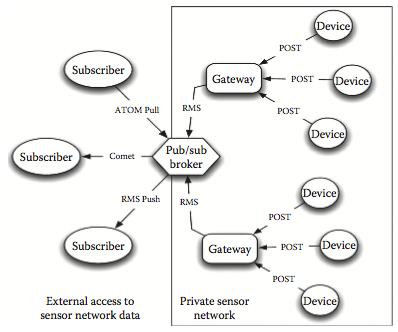 Device
POST
Subscriber
Gateway
POST
Device
ATOM Pull
RMS
POST
Device
Subscriber
Comet
Pub/sub
broker
Device
RMS Push
RMS
POST
Subscriber
Gateway
POST
Device
POST
Device
External access to
sensor network data
Private sensor
network